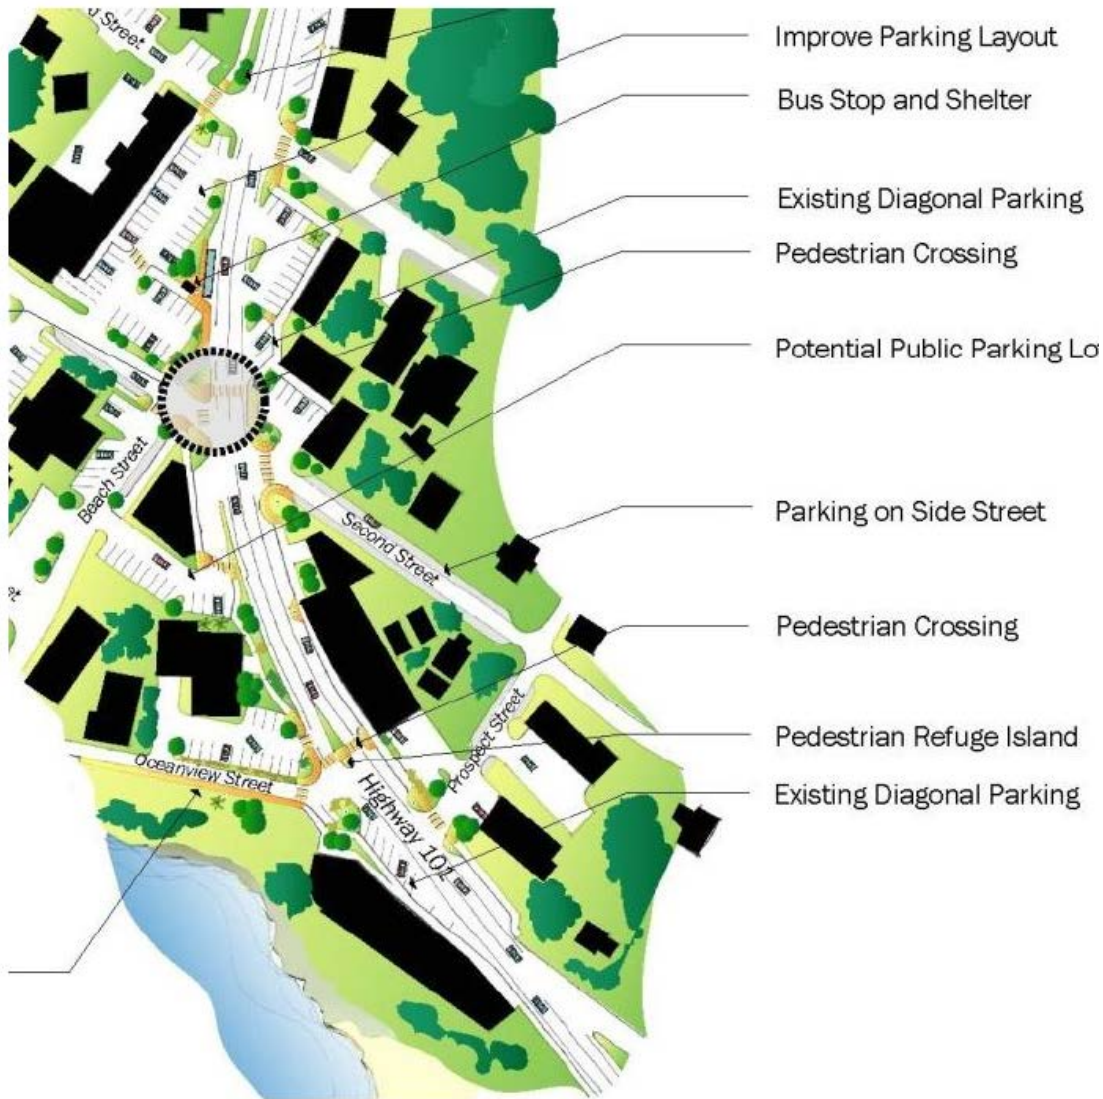 d Street
Improve Parking Layout
Bus Stop and Shelter
Existing Diagonal Parking
Pedestrian Crossing
Potential Public Parking Lo
Beach Street
Second Street
Parking on Side Street
et
Pedestrian Crossing
Prospect Street
Pedestrian Refuge Island
Oceanview Street
Highway 101
Existing Diagonal Parking